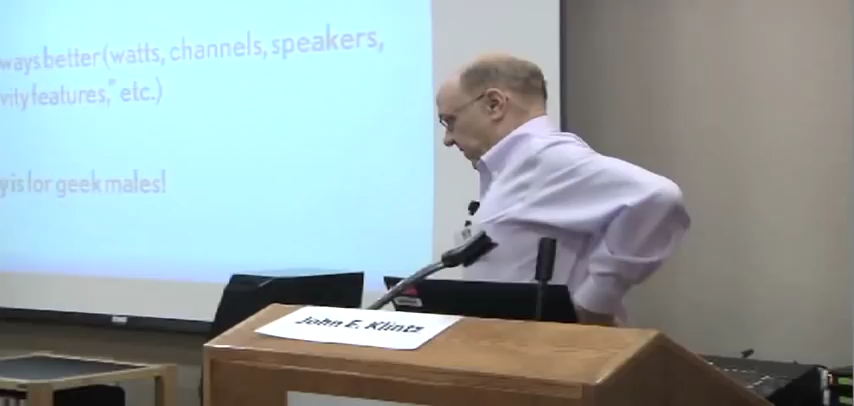 ways better (watts, channels, speakers,
vity features," etc.)
y is for geek males!
John E. Klintz